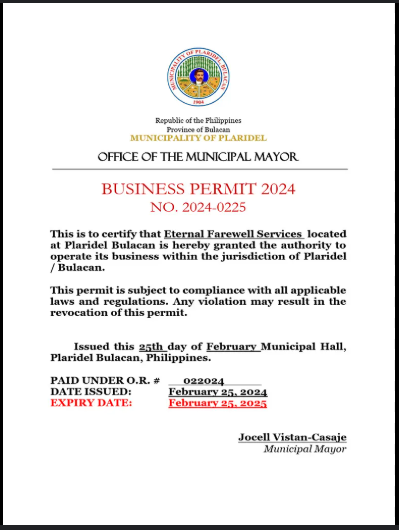 MUNICIPALITY OF PLARIDEL, BULACAN
1904
Republic of the Philippines
Province of Bulacan
MUNICIPALITY OF PLARIDEL
OFFICE OF THE MUNICIPAL MAYOR
BUSINESS PERMIT 2024
NO. 2024-0225
This is to certify that Eternal Farewell Services located
at Plaridel Bulacan is hereby granted the authority to
operate its business within the jurisdiction of Plaridel
/ Bulacan.
This permit is subject to compliance with all applicable
laws and regulations. Any violation may result in the
revocation of this permit.
Issued this 25th day of February Municipal Hall,
Plaridel Bulacan, Philippines.
PAID UNDER O.R. # 022024
DATE ISSUED: February 25, 2024
EXPIRY DATE: February 25, 2025
Jocell Vistan-Casaje
Municipal Mayor